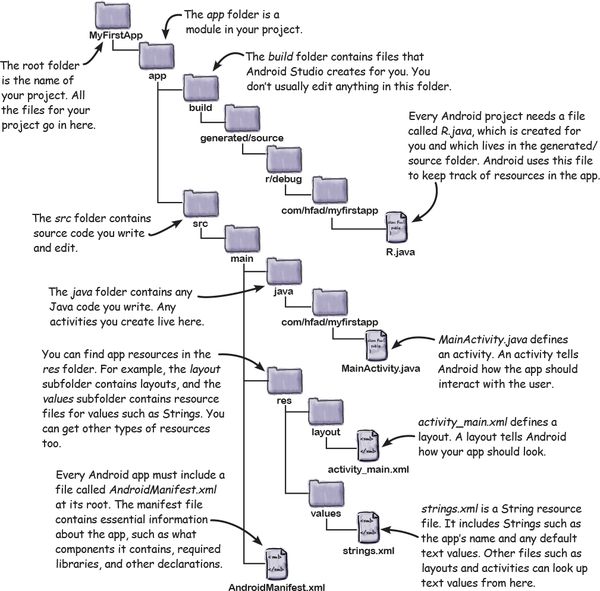 The app folder is a
module in your project.
MyFirstApp
The root folder
is the name of
your project. All
the files for your
project go in here.
app
The build folder contains files that
Android Studio creates for you. You
don't usually edit anything in this folder.
build
generated/source
r/debug
com/hfad/myfirstapp
Every Android project needs a file
called R.java, which is created for
you and which lives in the generated/
source folder. Android uses this file
to keep track of resources in the app.
R.java
The src folder contains
source code you write
and edit.
src
main
The java folder contains any
Java code you write. Any
activities you create live here.
java
com/hfad/myfirstapp
MainActivity.java
MainActivity.java defines
an activity. An activity tells
Android how the app should
interact with the user.
You can find app resources in the
res folder. For example, the layout
subfolder contains layouts, and the
values subfolder contains resource
files for values such as Strings. You
can get other types of resources
too.
res
layout
<xml>
</xml>
activity_main.xml
activity_main.xml defines a
layout. A layout tells Android
how your app should look.
values
<xml>
</xml>
strings.xml
strings.xml is a String resource
file. It includes Strings such as
the app's name and any default
text values. Other files such as
layouts and activities can look up
text values from here.
Every Android app must include a
file called AndroidManifest.xml
at its root. The manifest file
contains essential information
about the app, such as what
components it contains, required
libraries, and other declarations.
<xml>
</xml>
AndroidManifest.xml